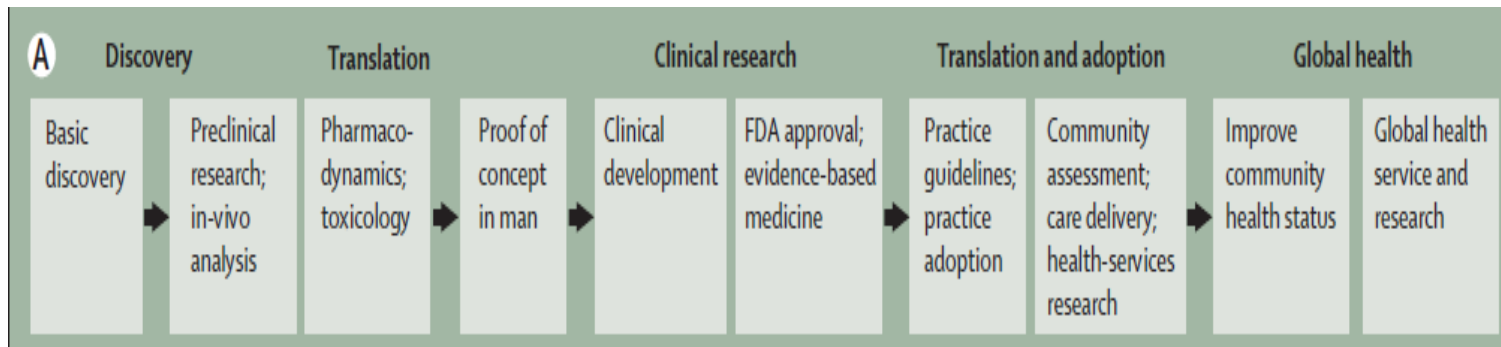 A
Discovery
Translation
Clinical research
Translation and adoption
Global health
Basic
discovery
Preclinical
research;
in-vivo
analysis
Pharmaco-
dynamics;
toxicology
Proof of
concept
in man
Clinical
development
FDA approval;
evidence-based
medicine
Practice
guidelines;
practice
adoption
Community
assessment;
care delivery;
health-services
research
Improve
community
health status
Global health
service and
research